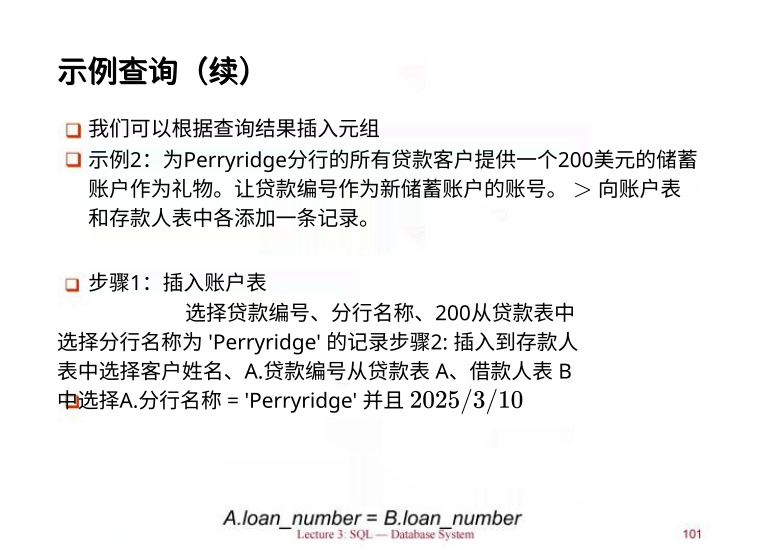 示例查询（续）
我们可以根据查询结果插入元组
示例2：为Perryridge分行的所有贷款客户提供一个200美元的储蓄
账户作为礼物。让贷款编号作为新储蓄账户的账号。 > 向账户表
和存款人表中各添加一条记录。
步骤1：插入账户表
选择贷款编号、分行名称、200从贷款表中
选择分行名称为 'Perryridge' 的记录步骤2: 插入到存款人
表中选择客户姓名、A.贷款编号从贷款表 A、借款人表 B
中选择A.分行名称 = 'Perryridge' 并且 2025/3/10
A.loan_number = B.loan_number
Lecture 3: SQL — Database System
101